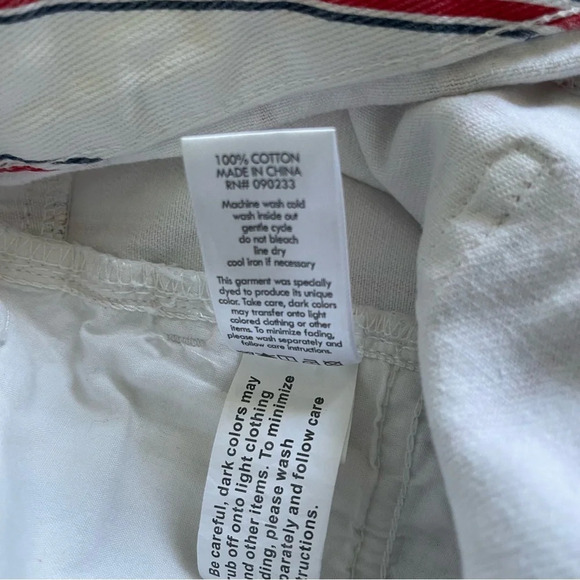 100% COTTON
MADE IN CHINA
RN# 090233
Machine wash cold
wash inside out
gentle cycle
do not bleach
line dry
cool iron if necessary
This garment was specially
dyed to produce its unique
color. Take care, dark colors
may transfer onto light
colored clothing or other
items. To minimize fading,
please wash separately and
follow care instructions.
Be careful, dark colors may
rub off onto light clothing
and other items. To minimize
ding, please wash
parately and follow care
tructions.